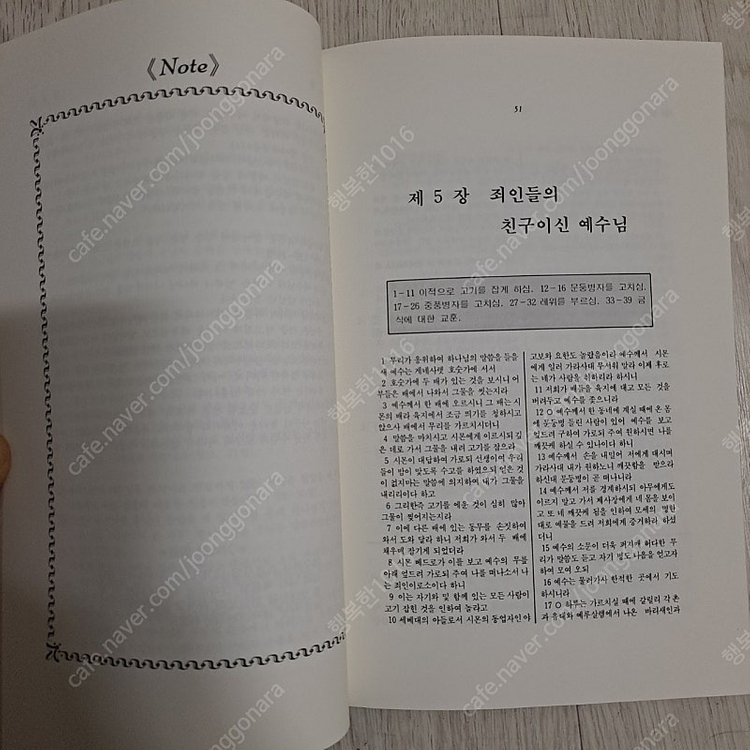 《Note》
51
제 5 장 죄인들의
친구이신 예수님
1-11 이적으로 고기를 잡게 하심. 12-16 문둥병자를 고치심.
17-26 중풍병자를 고치심. 27-32 레위를 부르심. 33-39 금
식에 대한 교훈.
1 무리가 옹위하여 하나님의 말씀을 들을
새 예수는 게네사렛 호숫가에 서서
2 호숫가에 두 배가 있는 것을 보시니 어
부들은 배에서 나와서 그물을 씻는지라
3 예수께서 한 배에 오르시니 그 배는 시
몬의 배라 육지에서 조금 띄기를 청하시고
앉으사 배에서 무리를 가르치시더니
4 말씀을 마치시고 시몬에게 이르시되 깊
은 데로 가서 그물을 내려 고기를 잡으라
5 시몬이 대답하여 가로되 선생이여 우리
들이 밤이 맞도록 수고를 하였으되 얻은 것
이 없지마는 말씀에 의지하여 내가 그물을
내리리이다 하고
6 그리한즉 고기를 에운 것이 심히 많아
그물이 찢어지는지라
7 이에 다른 배에 있는 동무를 손짓하여
와서 도와 달라 하니 저희가 와서 두 배에
채우매 잠기게 되었더라
8 시몬 베드로가 이를 보고 예수의 무릎
아래 엎드려 가로되 주여 나를 떠나소서 나
는 죄인이로소이다 하니
9 이는 자기와 및 함께 있는 모든 사람이
고기 잡힌 것을 인하여 놀라고
10 세베대의 아들로서 시몬의 동업자인 야
고보와 요한도 놀랐음이라 예수께서 시몬
에게 일러 가라사대 무서워 말라 이제 후로
는 네가 사람을 취하리라 하시니
11 저희가 배들을 육지에 대고 모든 것을
버려두고 예수를 좇으니라
12 ○ 예수께서 한 동네에 계실 때에 온 몸
에 문둥병 들린 사람이 있어 예수를 보고
엎드려 구하여 가로되 주여 원하시면 나를
깨끗케 하실 수 있나이다 하니
13 예수께서 손을 내밀어 저에게 대시며
가라사대 내가 원하노니 깨끗함을 받으라
하신대 문둥병이 곧 떠나니라
14 예수께서 저를 경계하시되 아무에게도
이르지 말고 가서 제사장에게 네 몸을 보이
고 또 네 깨끗케 됨을 인하여 모세의 명한
대로 예물을 드려 저희에게 증거하라 하셨
더니
15 예수의 소문이 더욱 퍼지매 허다한 무
리가 말씀도 듣고 자기 병도 나음을 얻고자
하여 모여 오되
16 예수는 물러가사 한적한 곳에서 기도
하시니라
17 ○ 하루는 가르치실 때에 갈릴리 각 촌
과 유대와 예루살렘에서 나온 바리새인과
cafe.naver.com/joonggonara
행복한1016